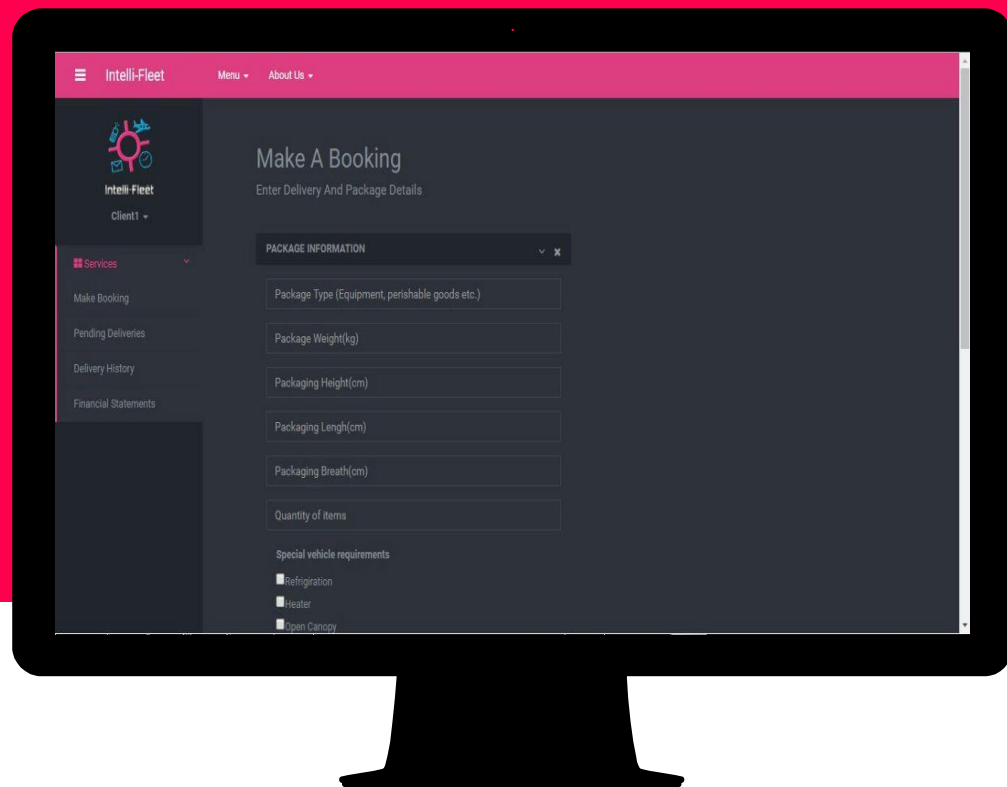 Intelli-Fleet Menu About Us
Intelli-Fleet
Client1
Services
Make Booking
Pending Deliveries
Delivery History
Financial Statements
Make A Booking
Enter Delivery And Package Details
PACKAGE INFORMATION
Package Type (Equipment, perishable goods etc.)
Package Weight(kg)
Packaging Height(cm)
Packaging Lengh(cm)
Packaging Breath(cm)
Quantity of items
Special vehicle requirements
Refrigiration
Heater
Open Canopy